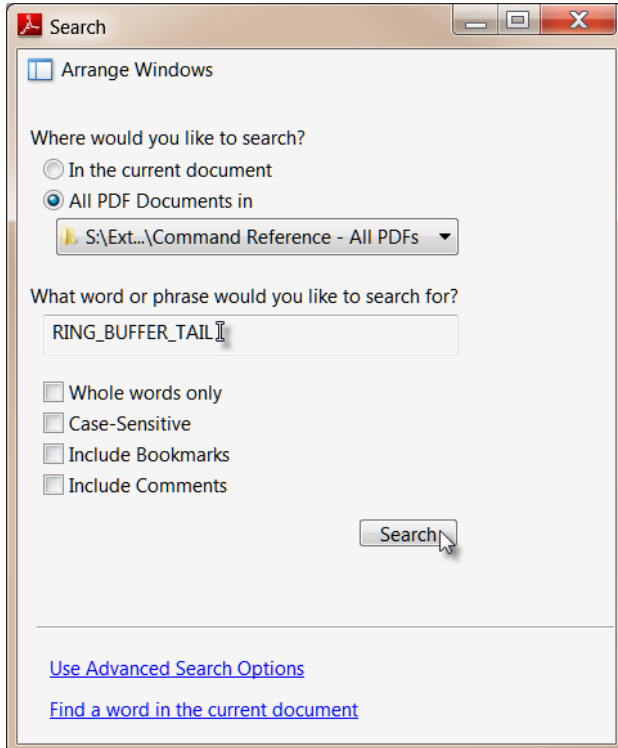 Search
Arrange Windows
Where would you like to search?
In the current document
All PDF Documents in
S:\Ext...\Command Reference - All PDFs
What word or phrase would you like to search for?
RING_BUFFER_TAIL
Whole words only
Case-Sensitive
Include Bookmarks
Include Comments
Search
Use Advanced Search Options
Find a word in the current document